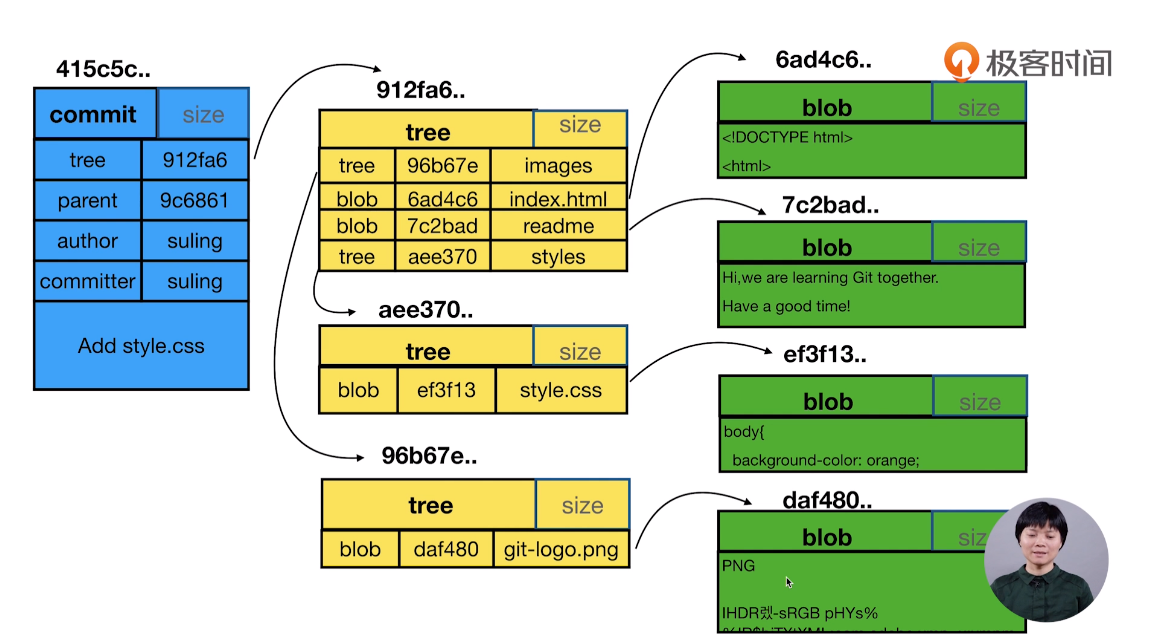 极客时间
415c5c..
commit size
tree 912fa6
parent 9c6861
author suling
committer suling
Add style.css
912fa6..
tree size
tree 96b67e images
blob 6ad4c6 index.html
blob 7c2bad readme
tree aee370 styles
aee370..
tree size
blob ef3f13 style.css
96b67e..
tree size
blob daf480 git-logo.png
6ad4c6..
blob size
<!DOCTYPE html>
<html>
7c2bad..
blob size
Hi,we are learning Git together.
Have a good time!
ef3f13..
blob size
body{
background-color: orange;
daf480..
blob
PNG
IHDR렜-sRGB pHYs%